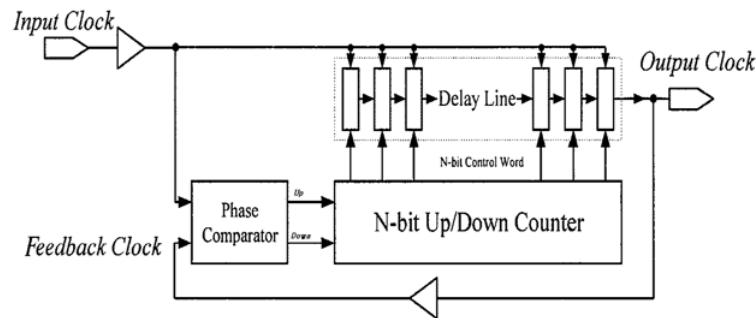 Input Clock
Output Clock
Delay Line
N-bit Control Word
Up
Phase
Comparator
N-bit Up/Down Counter
Down
Feedback Clock